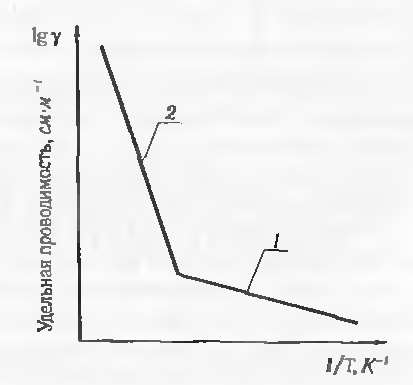 lg γ
Удельная проводимость, см·м⁻¹
2
1
1/T, K⁻¹